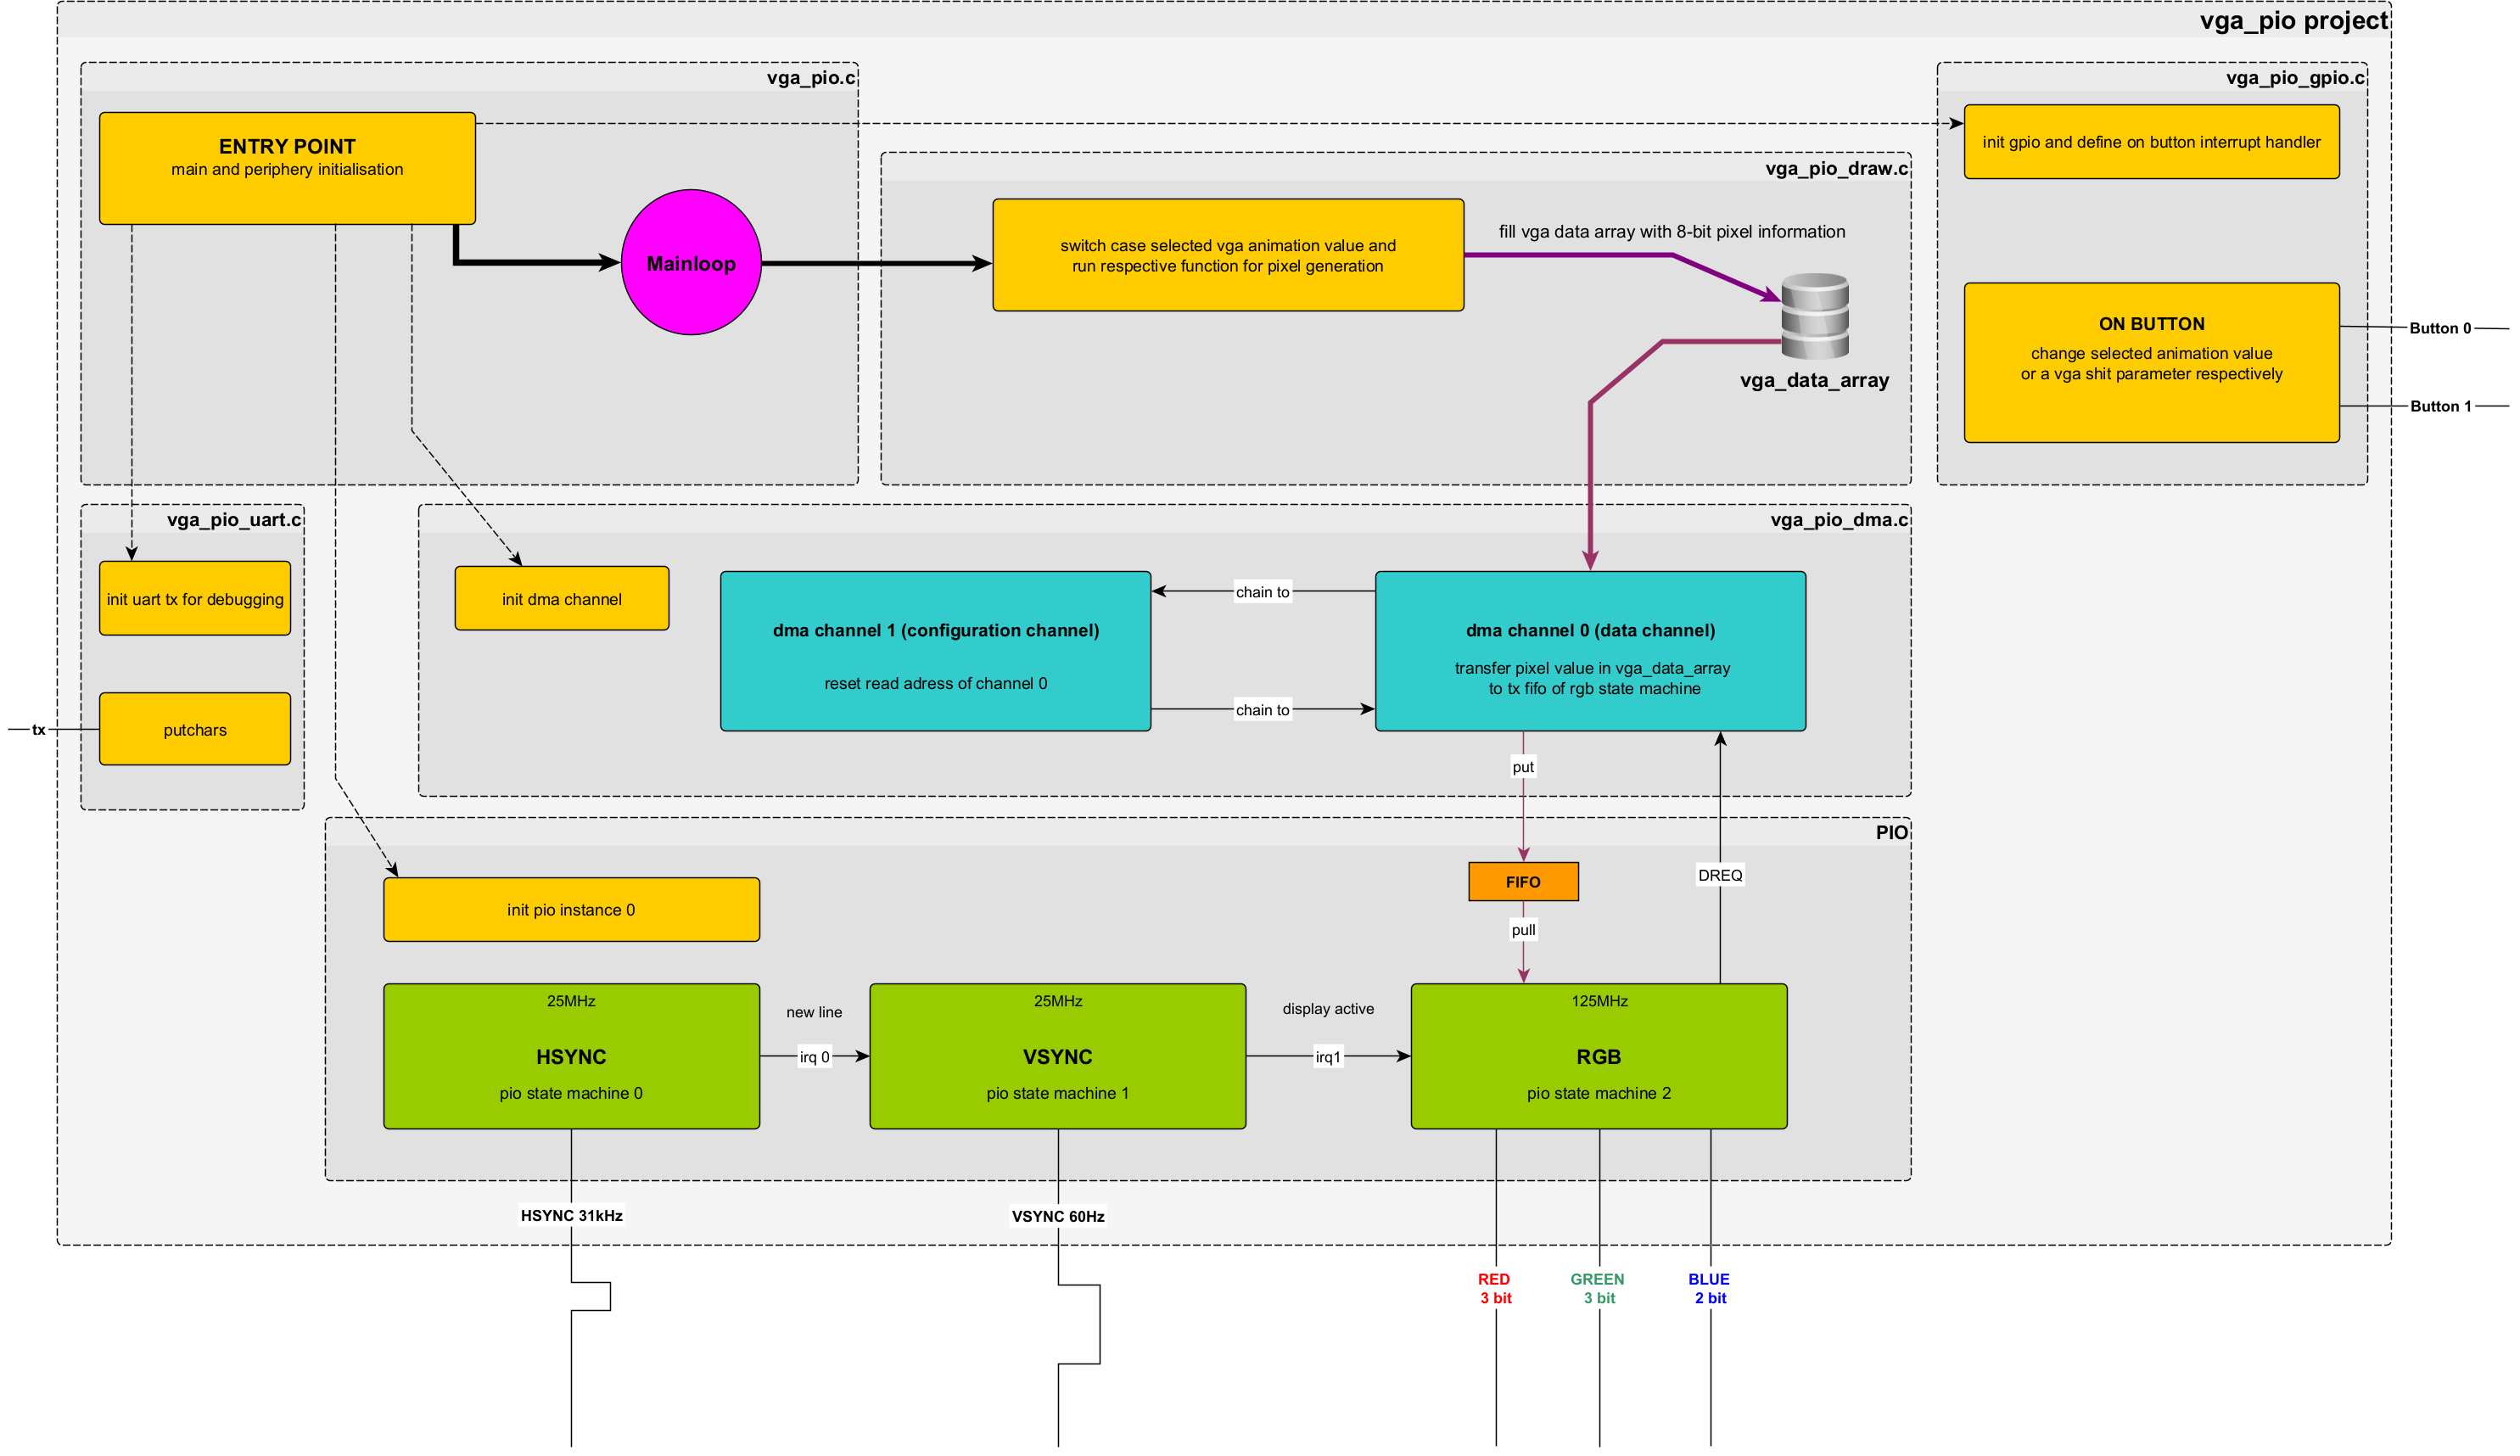 vga_pio project
vga_pio.c
ENTRY POINT
main and periphery initialisation
Mainloop
vga_pio_draw.c
switch case selected vga animation value and
run respective function for pixel generation
fill vga data array with 8-bit pixel information
vga_data_array
vga_pio_gpio.c
init gpio and define on button interrupt handler
ON BUTTON
change selected animation value
or a vga shit parameter respectively
Button 0
Button 1
vga_pio_uart.c
init uart tx for debugging
putchars
tx
vga_pio_dma.c
init dma channel
dma channel 1 (configuration channel)
reset read adress of channel 0
chain to
chain to
dma channel 0 (data channel)
transfer pixel value in vga_data_array
to tx fifo of rgb state machine
put
PIO
FIFO
DREQ
pull
init pio instance 0
25MHz
HSYNC
pio state machine 0
new line
irq 0
25MHz
VSYNC
pio state machine 1
display active
irq1
125MHz
RGB
pio state machine 2
HSYNC 31kHz
VSYNC 60Hz
RED
3 bit
GREEN
3 bit
BLUE
2 bit